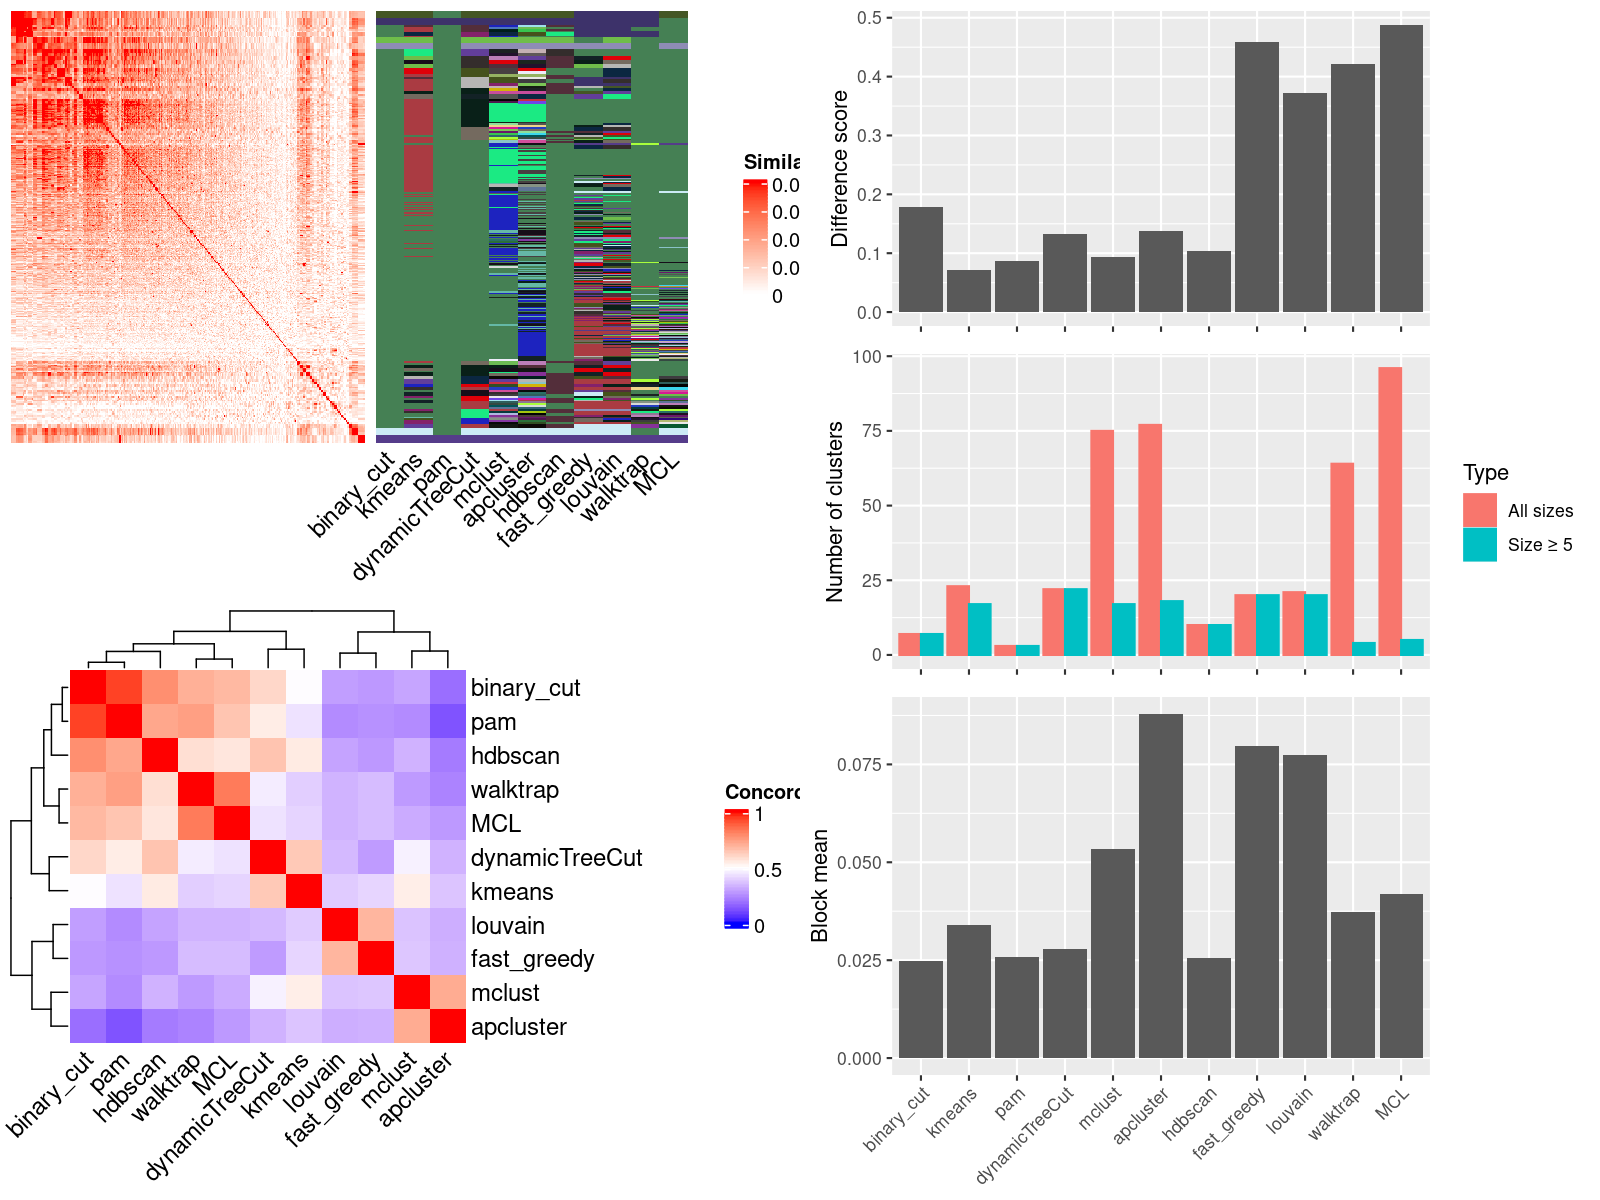 Simila
0.0
0.0
0.0
0.0
0
binary_cut
kmeans
pam
dynamicTreeCut
mclust
apcluster
hdbscan
fast_greedy
louvain
walktrap
MCL
binary_cut
pam
hdbscan
walktrap
MCL
dynamicTreeCut
kmeans
louvain
fast_greedy
mclust
apcluster
binary_cut
pam
hdbscan
walktrap
MCL
dynamicTreeCut
kmeans
louvain
fast_greedy
mclust
apcluster
Concord
1
0.5
0
Difference score
0.5
0.4
0.3
0.2
0.1
0.0
Number of clusters
100
75
50
25
0
Type
All sizes
Size ≥ 5
Block mean
0.075
0.050
0.025
0.000
binary_cut
kmeans
pam
dynamicTreeCut
mclust
apcluster
hdbscan
fast_greedy
louvain
walktrap
MCL